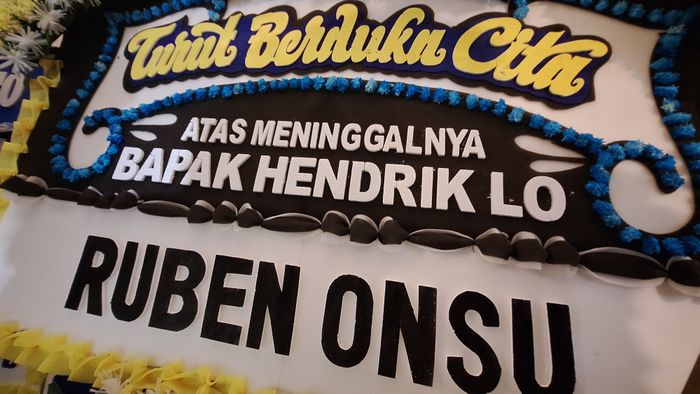 Turut Berduka Cita
ATAS MENINGGALNYA
BAPAK HENDRIK LO
RUBEN ONSU